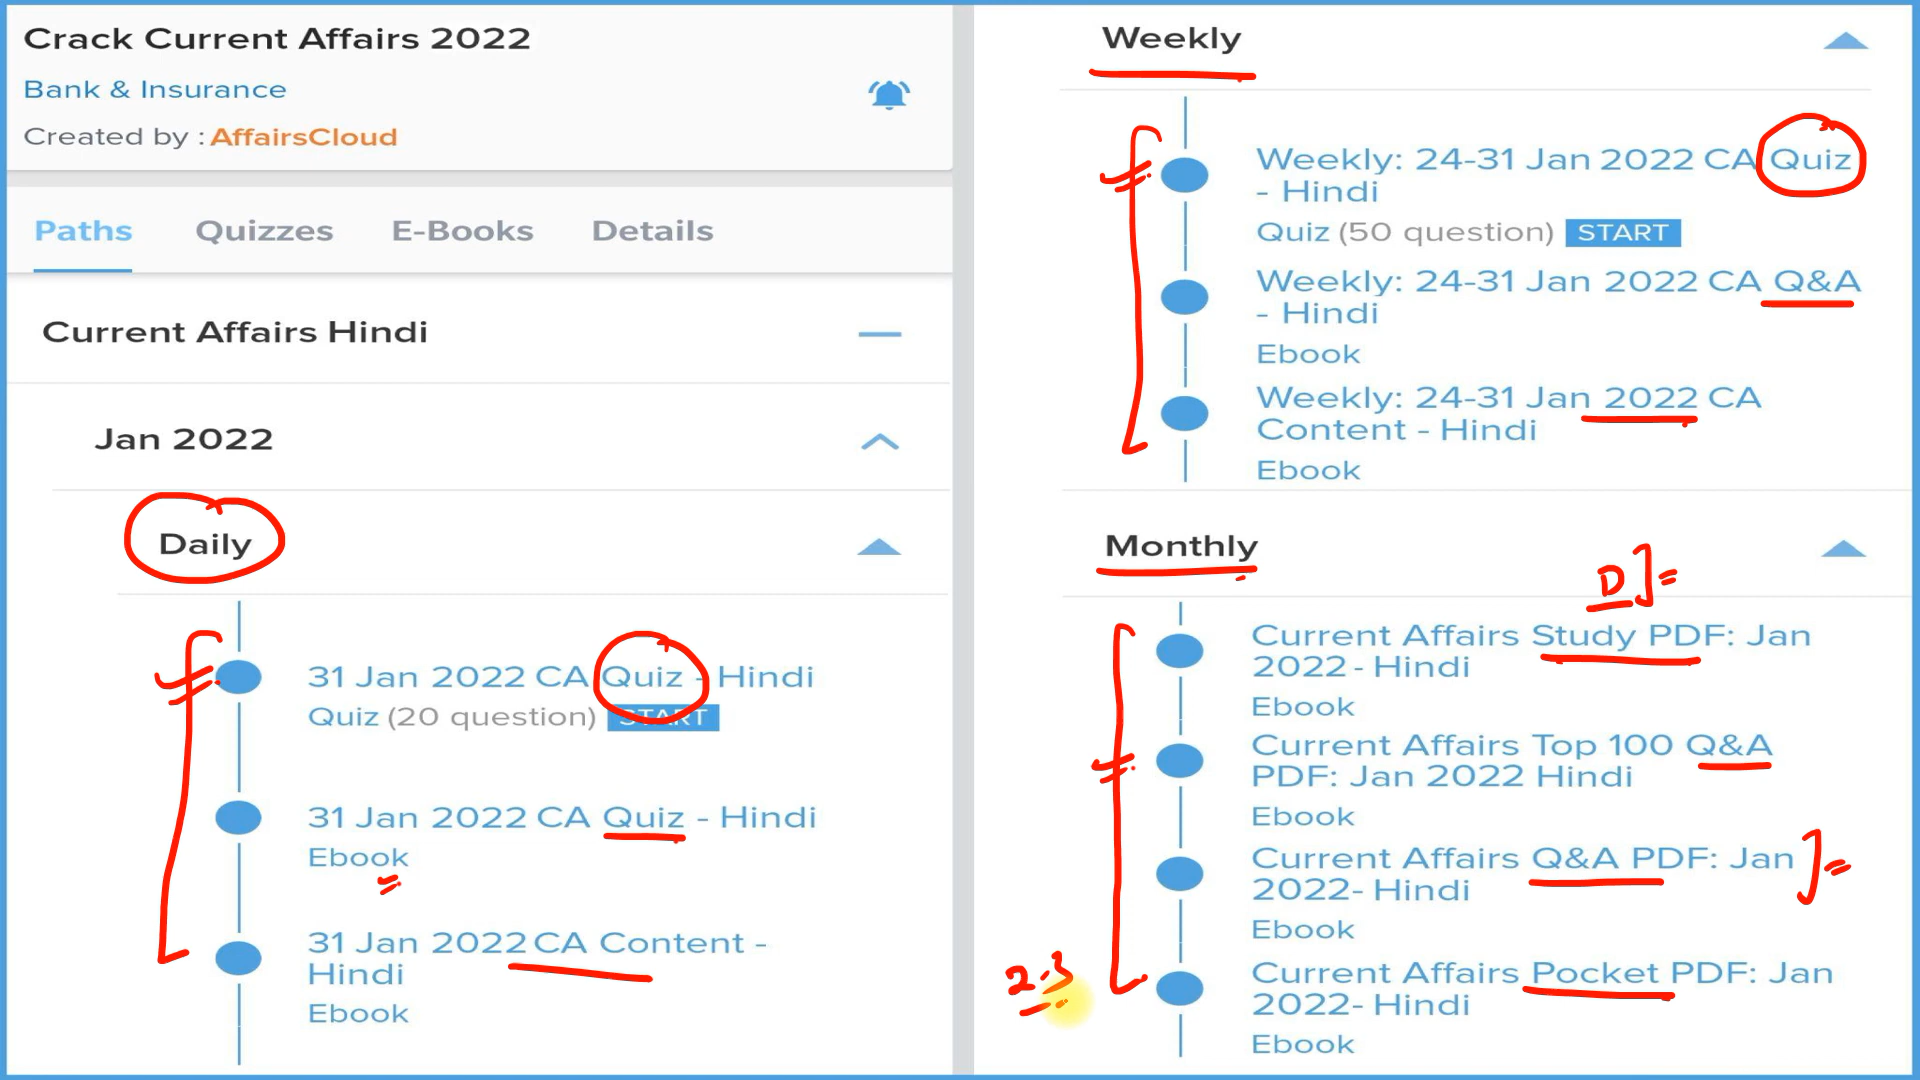 Crack Current Affairs 2022
Bank & Insurance
Created by : AffairsCloud
Paths Quizzes E-Books Details
Current Affairs Hindi
Jan 2022
Daily
31 Jan 2022 CA Quiz - Hindi
Quiz (20 question) START
31 Jan 2022 CA Quiz - Hindi
Ebook
31 Jan 2022 CA Content -
Hindi
Ebook
Weekly
Weekly: 24-31 Jan 2022 CA Quiz
- Hindi
Quiz (50 question) START
Weekly: 24-31 Jan 2022 CA Q&A
- Hindi
Ebook
Weekly: 24-31 Jan 2022 CA
Content - Hindi
Ebook
Monthly
D
Current Affairs Study PDF: Jan
2022- Hindi
Ebook
Current Affairs Top 100 Q&A
PDF: Jan 2022 Hindi
Ebook
Current Affairs Q&A PDF: Jan
2022- Hindi
Ebook
2-3
Current Affairs Pocket PDF: Jan
2022- Hindi
Ebook